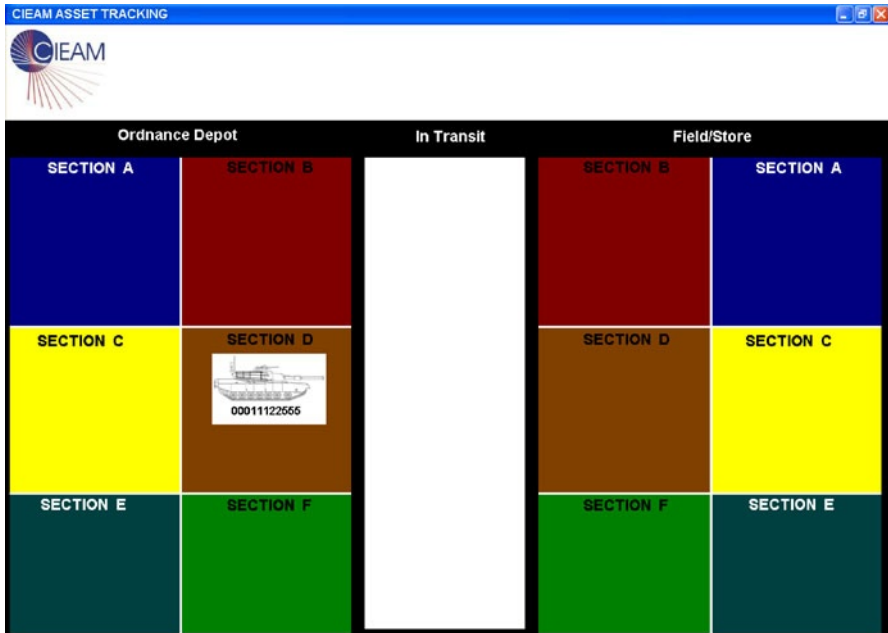 CIEAM ASSET TRACKING
CIEAM
Ordnance Depot In Transit Field/Store
SECTION A SECTION B SECTION B SECTION A
SECTION C SECTION D SECTION D SECTION C
00011122555
SECTION E SECTION F SECTION F SECTION E